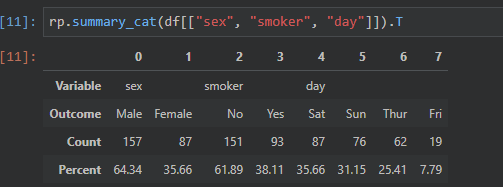 [11]: rp.summary_cat(df[["sex", "smoker", "day"]]).T
[11]: 0 1 2 3 4 5 6 7
Variable sex smoker day
Outcome Male Female No Yes Sat Sun Thur Fri
Count 157 87 151 93 87 76 62 19
Percent 64.34 35.66 61.89 38.11 35.66 31.15 25.41 7.79